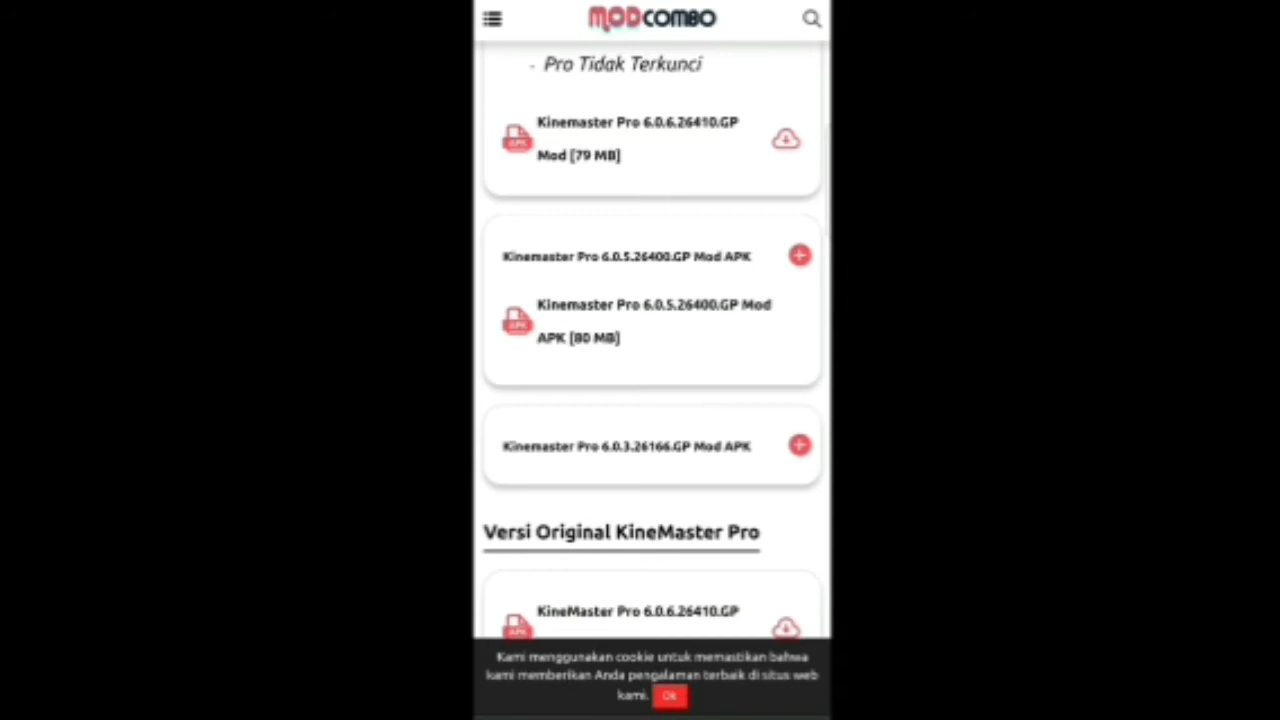 MODCOMBO
- Pro Tidak Terkunci
Kinemaster Pro 6.0.6.26410.GP
Mod [79 MB]
APK
Kinemaster Pro 6.0.5.26400.GP Mod APK
Kinemaster Pro 6.0.5.26400.GP Mod
APK [80 MB]
APK
Kinemaster Pro 6.0.3.26166.GP Mod APK
Versi Original KineMaster Pro
KineMaster Pro 6.0.6.26410.GP
APK
Kami menggunakan cookie untuk memastikan bahwa
kami memberikan Anda pengalaman terbaik di situs web
kami. Ok